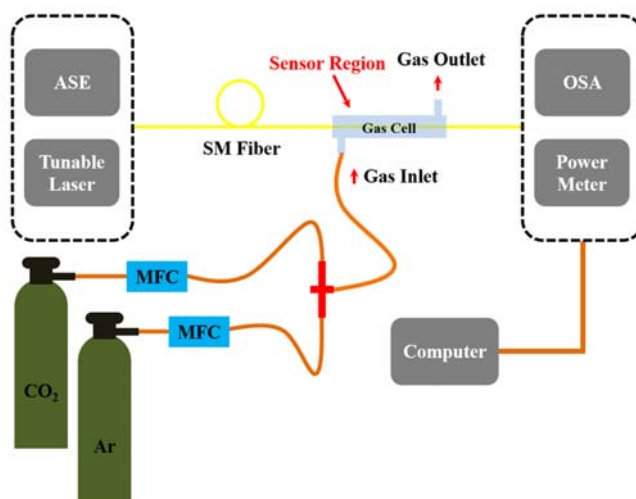 ASE
Tunable
Laser
SM Fiber
Sensor Region
Gas Outlet
Gas Cell
Gas Inlet
OSA
Power
Meter
MFC
MFC
CO₂
Ar
Computer